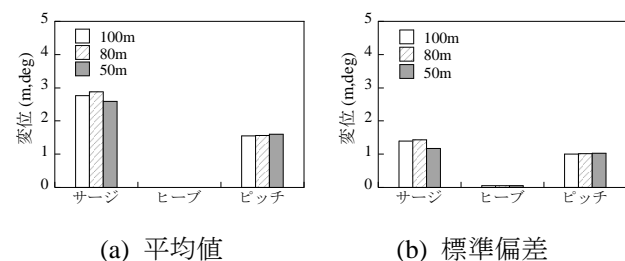 5
4
3
2
1
0
変位 (m,deg)
100m
80m
50m
サージ ヒーブ ピッチ
(a) 平均値
5
4
3
2
1
0
変位 (m,deg)
100m
80m
50m
サージ ヒーブ ピッチ
(b) 標準偏差